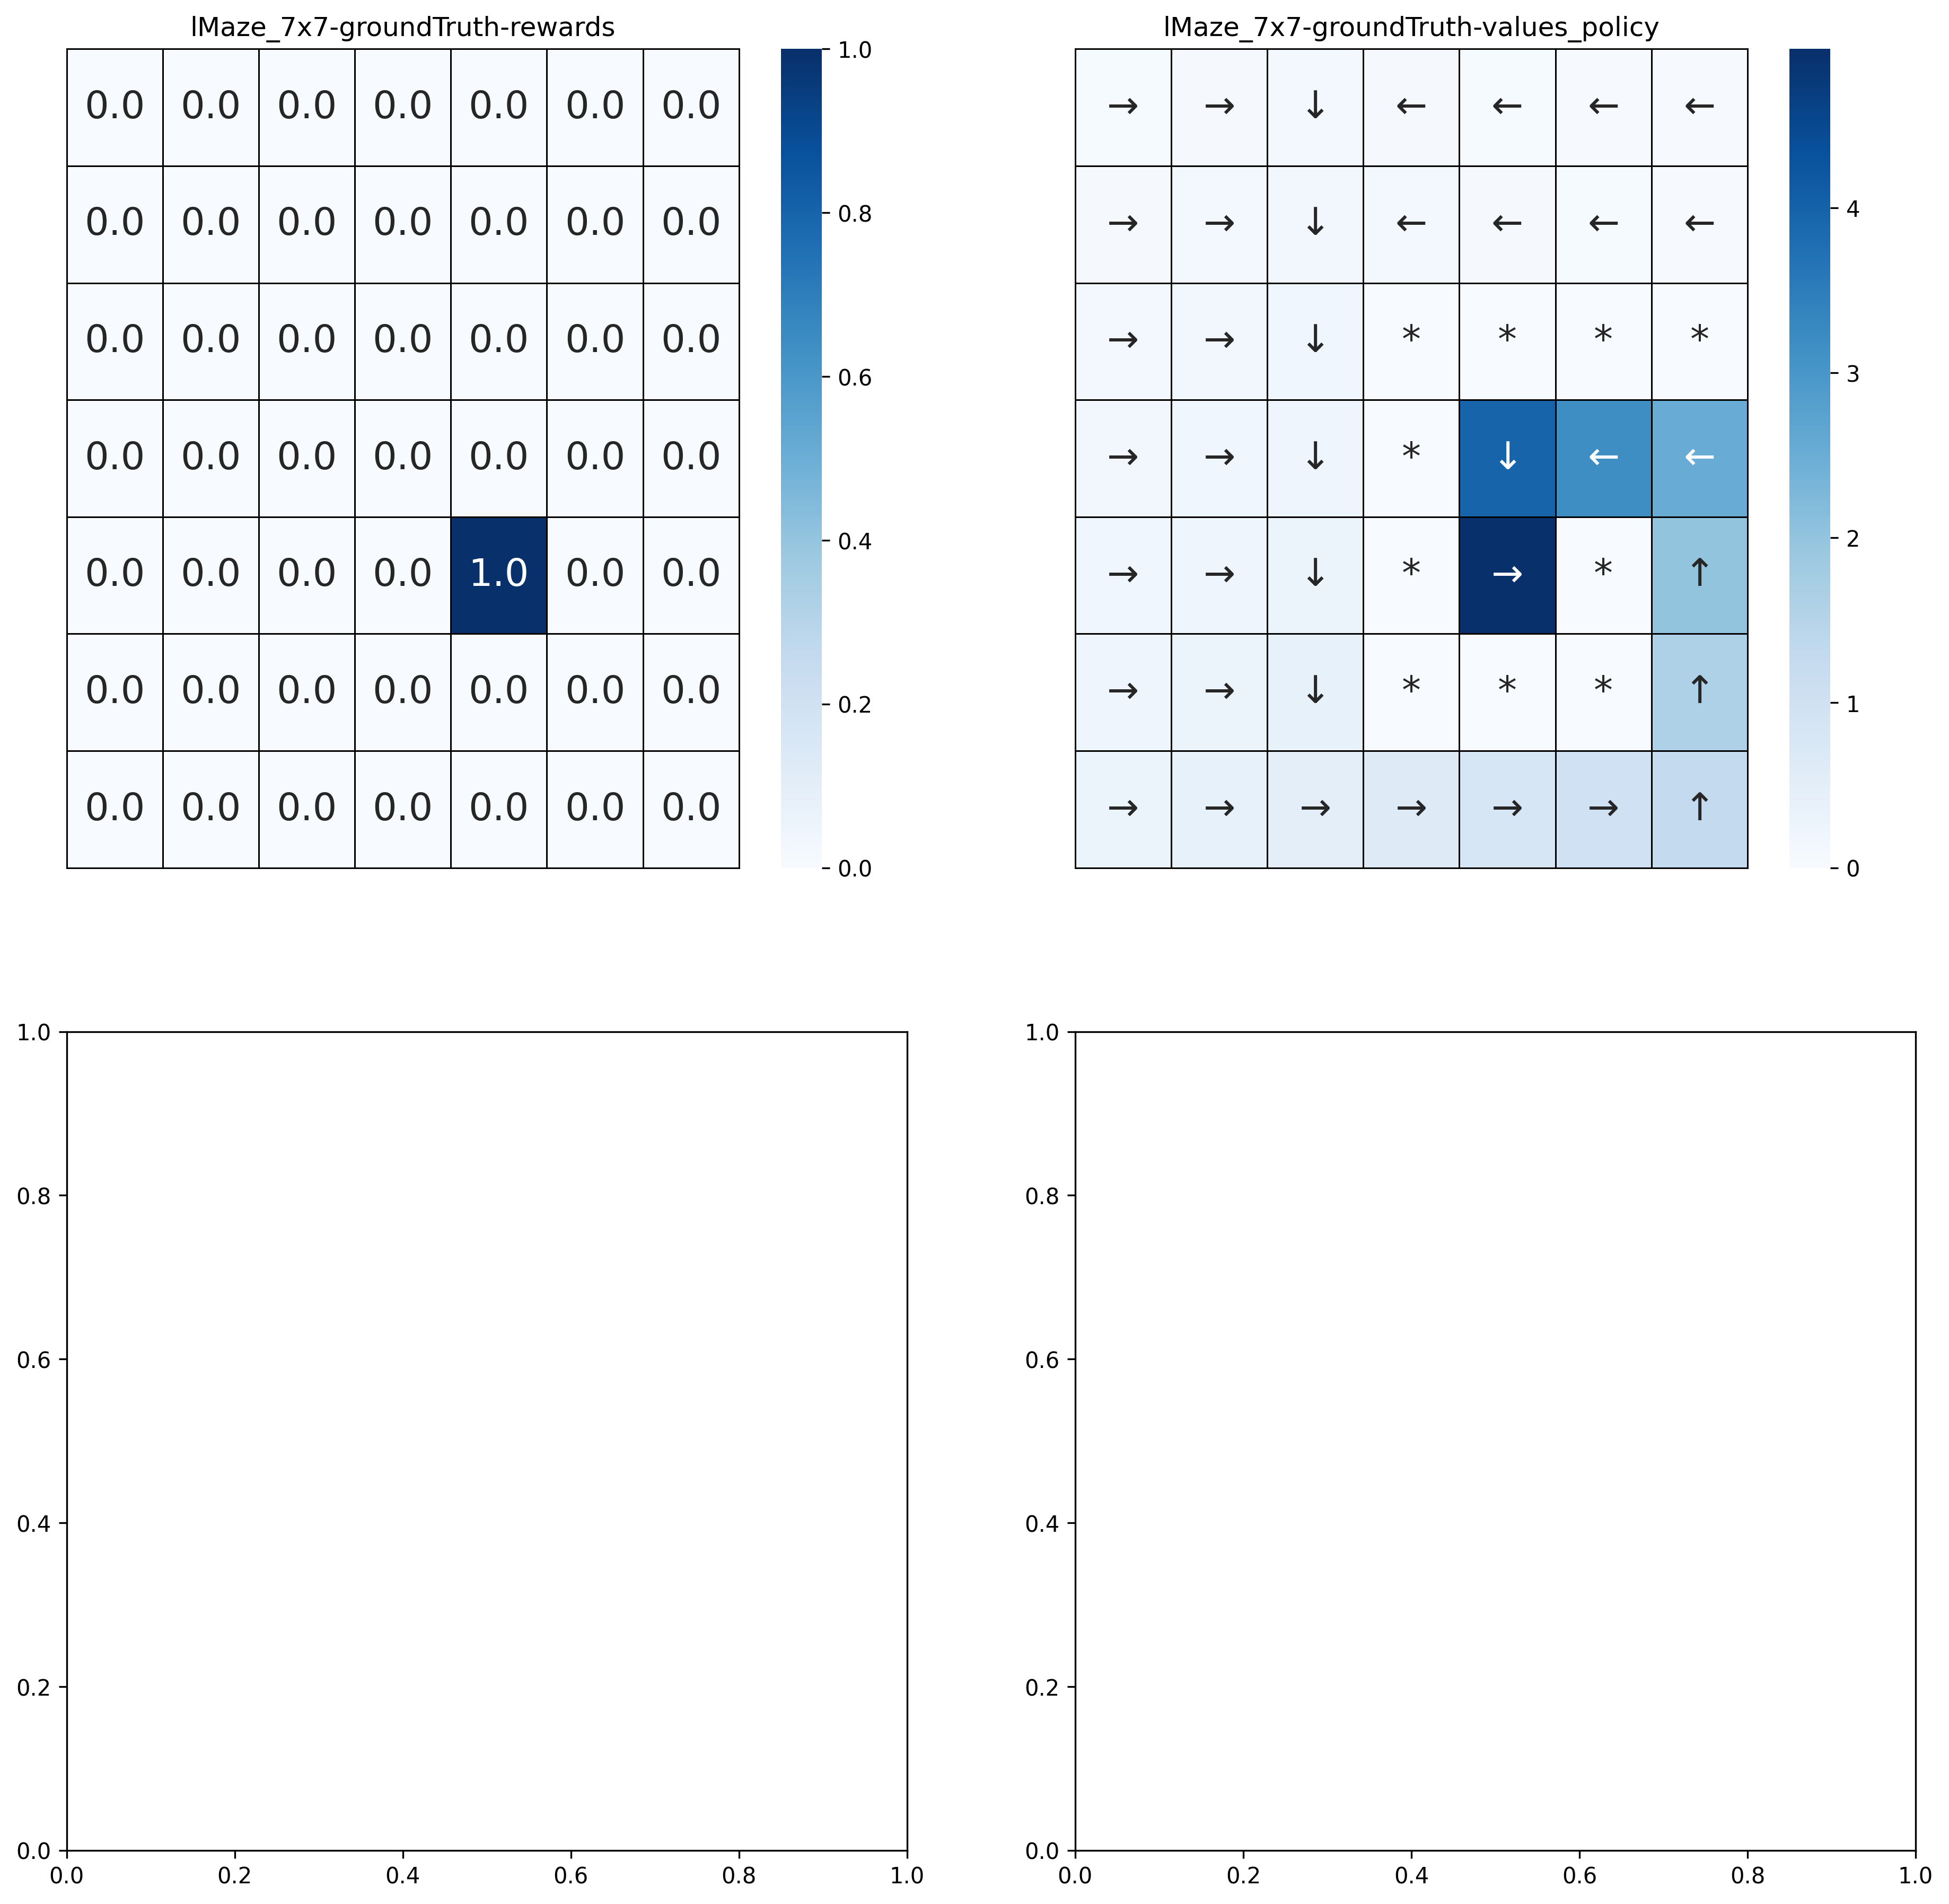 lMaze_7x7-groundTruth-rewards
0.0 0.0 0.0 0.0 0.0 0.0 0.0
0.0 0.0 0.0 0.0 0.0 0.0 0.0
0.0 0.0 0.0 0.0 0.0 0.0 0.0
0.0 0.0 0.0 0.0 0.0 0.0 0.0
0.0 0.0 0.0 0.0 1.0 0.0 0.0
0.0 0.0 0.0 0.0 0.0 0.0 0.0
0.0 0.0 0.0 0.0 0.0 0.0 0.0
1.0
0.8
0.6
0.4
0.2
0.0
lMaze_7x7-groundTruth-values_policy
→ → ↓ ← ← ← ←
→ → ↓ ← ← ← ←
→ → ↓ * * * *
→ → ↓ * ↓ ← ←
→ → ↓ * → * ↑
→ → ↓ * * * ↑
→ → → → → → ↑
4
3
2
1
0
1.0
0.8
0.6
0.4
0.2
0.0
0.0 0.2 0.4 0.6 0.8 1.0
1.0
0.8
0.6
0.4
0.2
0.0
0.0 0.2 0.4 0.6 0.8 1.0